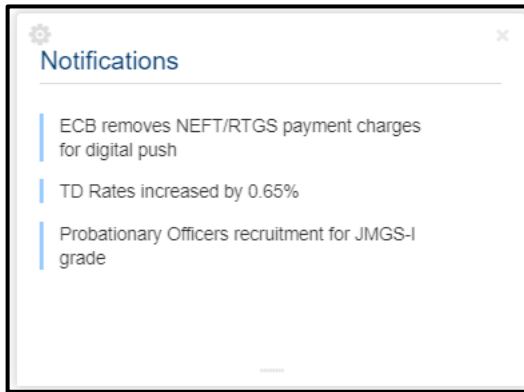 Notifications
ECB removes NEFT/RTGS payment charges
for digital push
TD Rates increased by 0.65%
Probationary Officers recruitment for JMGS-I
grade